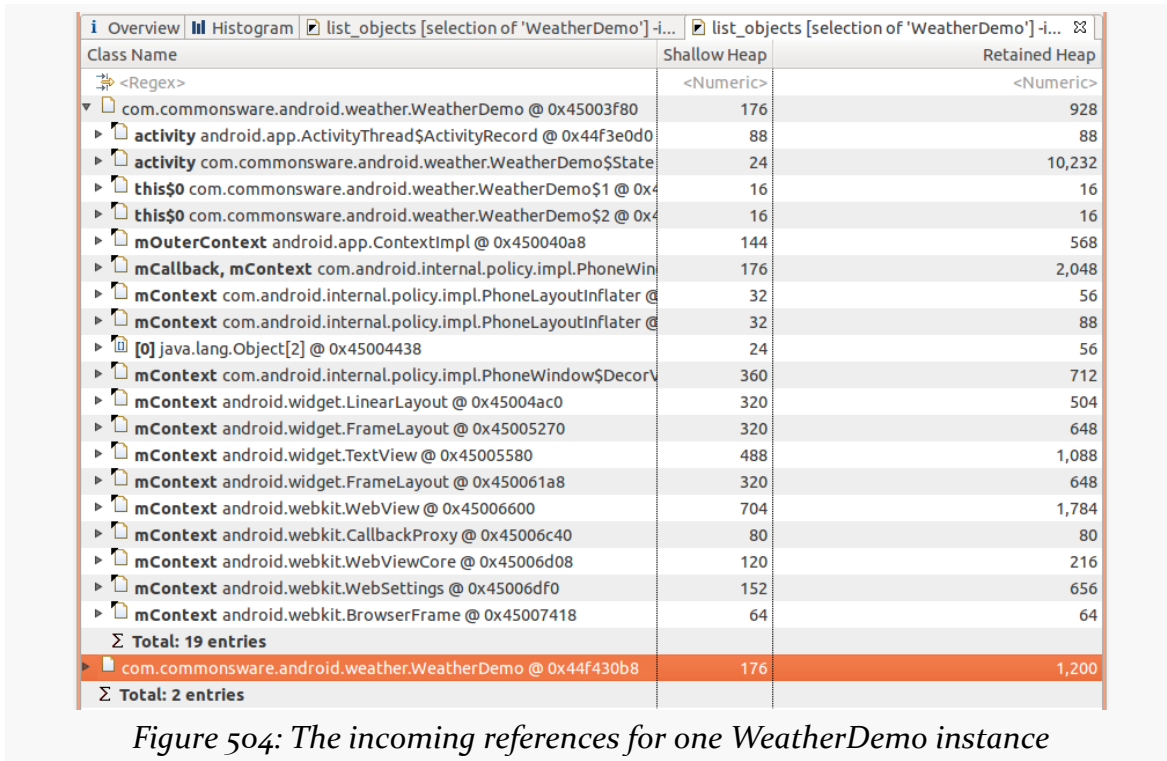 i Overview Histogram list_objects [selection of 'WeatherDemo'] -i... list_objects [selection of 'WeatherDemo'] -i...
Class Name Shallow Heap Retained Heap
<Regex> <Numeric> <Numeric>
com.commonsware.android.weather.WeatherDemo @ 0x45003f80 176 928
activity android.app.ActivityThread$ActivityRecord @ 0x44f3e0d0 88 88
activity com.commonsware.android.weather.WeatherDemo$State 24 10,232
this$0 com.commonsware.android.weather.WeatherDemo$1 @ 0x4 16 16
this$0 com.commonsware.android.weather.WeatherDemo$2 @ 0x4 16 16
mOuterContext android.app.ContextImpl @ 0x450040a8 144 568
mCallback, mContext com.android.internal.policy.impl.PhoneWin 176 2,048
mContext com.android.internal.policy.impl.PhoneLayoutInflater @ 32 56
mContext com.android.internal.policy.impl.PhoneLayoutInflater @ 32 88
[0] java.lang.Object[2] @ 0x45004438 24 56
mContext com.android.internal.policy.impl.PhoneWindow$DecorV 360 712
mContext android.widget.LinearLayout @ 0x45004ac0 320 504
mContext android.widget.FrameLayout @ 0x45005270 320 648
mContext android.widget.TextView @ 0x45005580 488 1,088
mContext android.widget.FrameLayout @ 0x450061a8 320 648
mContext android.webkit.WebView @ 0x45006600 704 1,784
mContext android.webkit.CallbackProxy @ 0x45006c40 80 80
mContext android.webkit.WebViewCore @ 0x45006d08 120 216
mContext android.webkit.WebSettings @ 0x45006df0 152 656
mContext android.webkit.BrowserFrame @ 0x45007418 64 64
Σ Total: 19 entries
com.commonsware.android.weather.WeatherDemo @ 0x44f430b8 176 1,200
Σ Total: 2 entries
Figure 504: The incoming references for one WeatherDemo instance